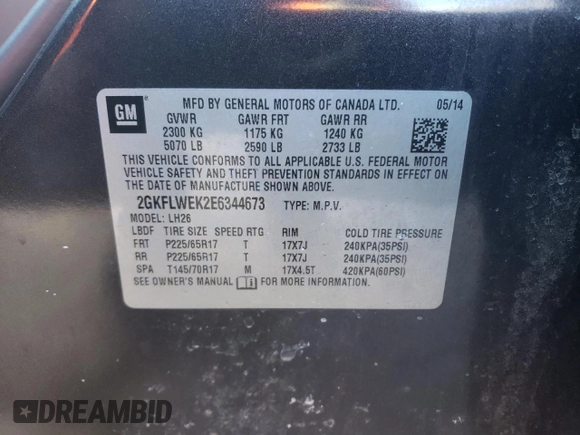 GM
MFD BY GENERAL MOTORS OF CANADA LTD. 05/14
GVWR GAWR FRT GAWR RR
2300 KG 1175 KG 1240 KG
5070 LB 2590 LB 2733 LB
THIS VEHICLE CONFORMS TO ALL APPLICABLE U.S. FEDERAL MOTOR
VEHICLE SAFETY AND THEFT PREVENTION STANDARDS IN EFFECT ON
THE DATE OF MANUFACTURE SHOWN ABOVE.
2GKFLWEK2E6344673 TYPE: M.P.V.
MODEL: LH26
LBDF TIRE SIZE SPEED RTG RIM COLD TIRE PRESSURE
FRT P225/65R17 T 17X7J 240KPA(35PSI)
RR P225/65R17 T 17X7J 240KPA(35PSI)
SPA T145/70R17 M 17X4.5T 420KPA(60PSI)
SEE OWNER'S MANUAL FOR MORE INFORMATION.
DREAMBID